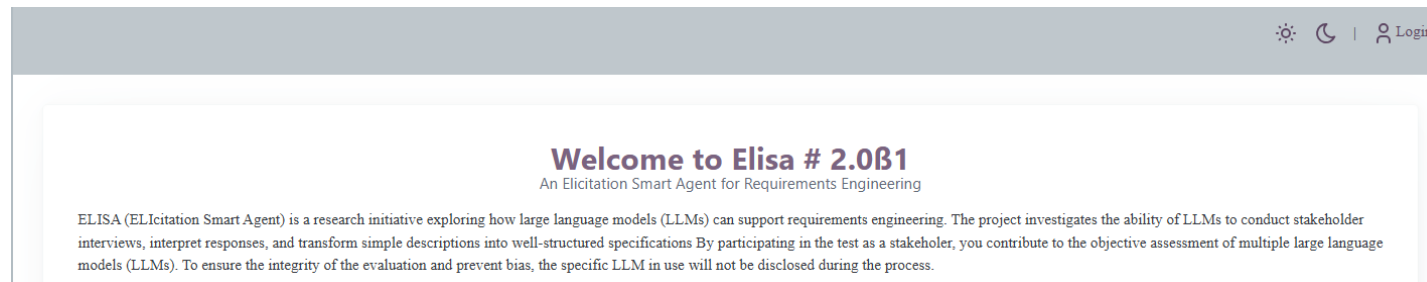 Login
Welcome to Elisa # 2.0ß1
An Elicitation Smart Agent for Requirements Engineering
ELISA (ELIcitation Smart Agent) is a research initiative exploring how large language models (LLMs) can support requirements engineering. The project investigates the ability of LLMs to conduct stakeholder
interviews, interpret responses, and transform simple descriptions into well-structured specifications By participating in the test as a stakeholer, you contribute to the objective assessment of multiple large language
models (LLMs). To ensure the integrity of the evaluation and prevent bias, the specific LLM in use will not be disclosed during the process.